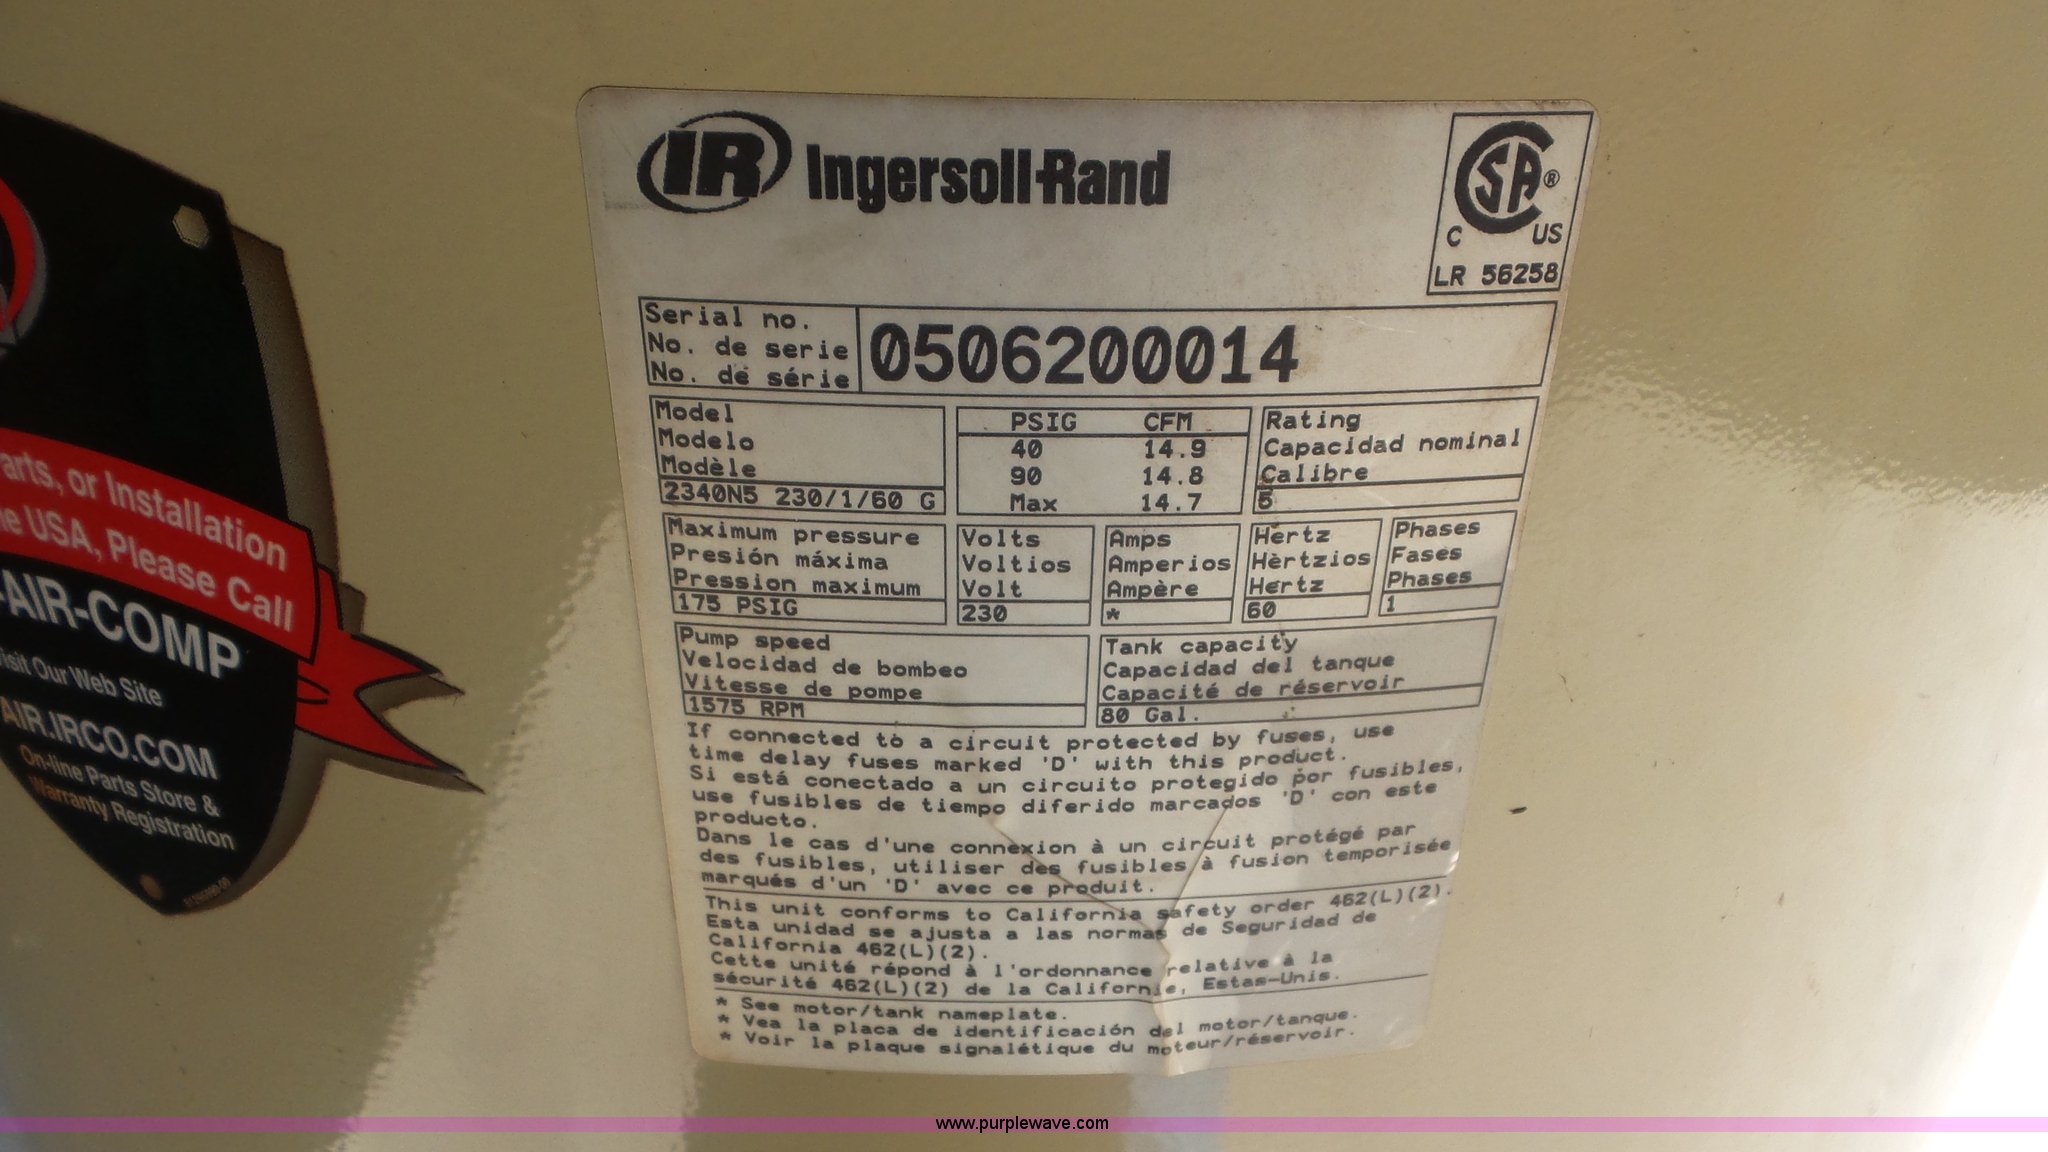 IR Ingersoll-Rand
CSA®
C US
LR 56258
Serial no.
No. de serie
No. de série
0506200014
Model
Modelo
Modèle
2340N5 230/1/60 G
PSIG CFM
40 14.9
90 14.8
Max 14.7
Rating
Capacidad nominal
Calibre
5
Maximum pressure
Presión máxima
Pression maximum
175 PSIG
Volts
Voltios
Volt
230
Amps
Amperios
Ampère
*
Hertz
Hèrtzios
Hertz
60
Phases
Fases
Phases
1
Pump speed
Velocidad de bombeo
Vitesse de pompe
1575 RPM
Tank capacity
Capacidad del tanque
Capacité de réservoir
80 Gal.
If connected to a circuit protected by fuses, use
time delay fuses marked 'D' with this product.
Si está conectado a un circuito protegido por fusibles,
use fusibles de tiempo diferido marcados 'D' con este
producto.
Dans le cas d'une connexion à un circuit protégé par
des fusibles, utiliser des fusibles à fusion temporisée
marqués d'un 'D' avec ce produit.
This unit conforms to California safety order 462(L)(2).
Esta unidad se ajusta a las normas de Seguridad de
California 462(L)(2).
Cette unité répond à l'ordonnance relative à la
sécurité 462(L)(2) de la Californie, Estas-Unis.
* See motor/tank nameplate.
* Vea la placa de identificación del motor/tanque.
* Voir la plaque signalétique du moteur/réservoir.
arts, or Installation
e USA, Please Call
-AIR-COMP
isit Our Web Site
AIR.IRCO.COM
On-line Parts Store &
Warranty Registration
www.purplewave.com